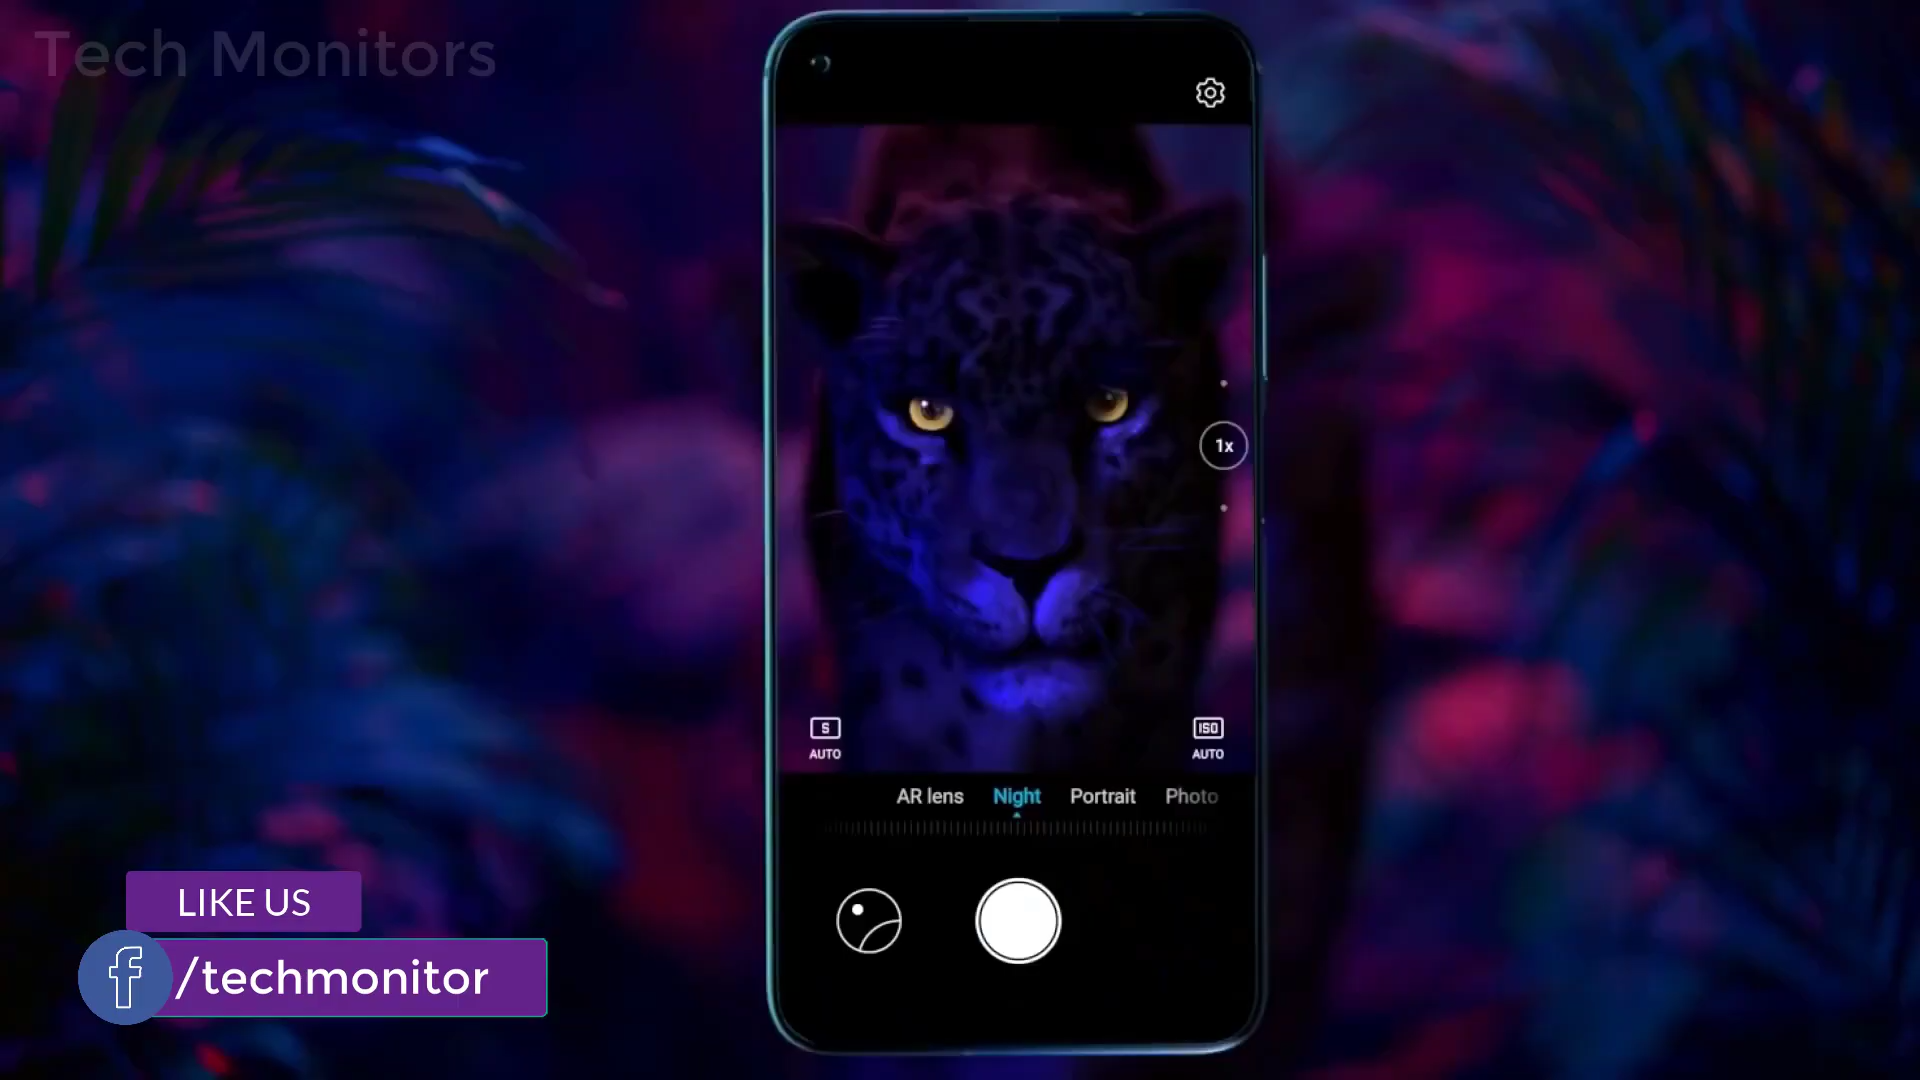 Tech Monitors
1x
S
ISO
AUTO
AUTO
AR lens
Night
Portrait
Photo
LIKE US
f
/techmonitor